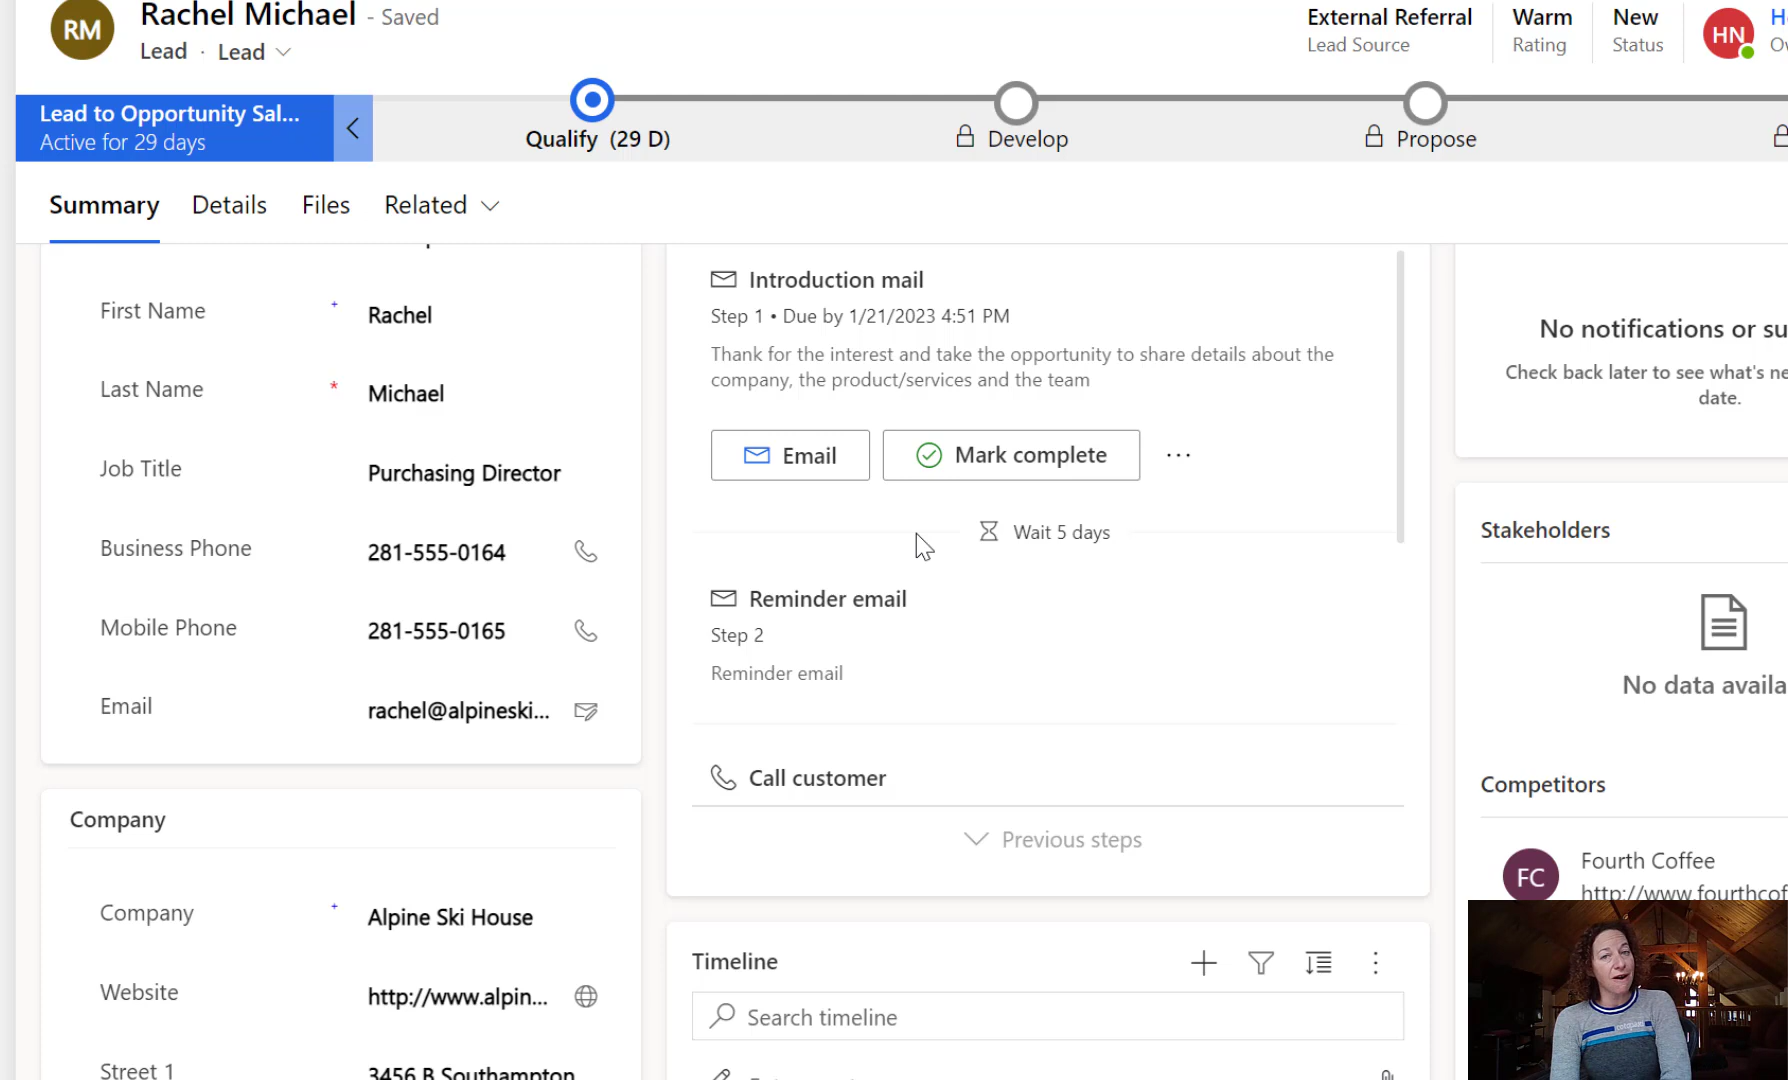 RM
Rachel Michael - Saved
Lead · Lead
External Referral
Lead Source
Warm
Rating
New
Status
HN
Lead to Opportunity Sal...
Active for 29 days
Qualify (29 D)
Develop
Propose
Summary
Details
Files
Related
First Name
+
Rachel
Last Name
*
Michael
Job Title
Purchasing Director
Business Phone
281-555-0164
Mobile Phone
281-555-0165
Email
rachel@alpineski...
Company
Company
+
Alpine Ski House
Website
http://www.alpin...
Street 1
3456 B Southampton
Introduction mail
Step 1 • Due by 1/21/2023 4:51 PM
Thank for the interest and take the opportunity to share details about the
company, the product/services and the team
Email
Mark complete
...
Wait 5 days
Reminder email
Step 2
Reminder email
Call customer
Previous steps
Timeline
Search timeline
No notifications or su
Check back later to see what's ne
date.
Stakeholders
No data availa
Competitors
FC
Fourth Coffee
http://www.fourthcof